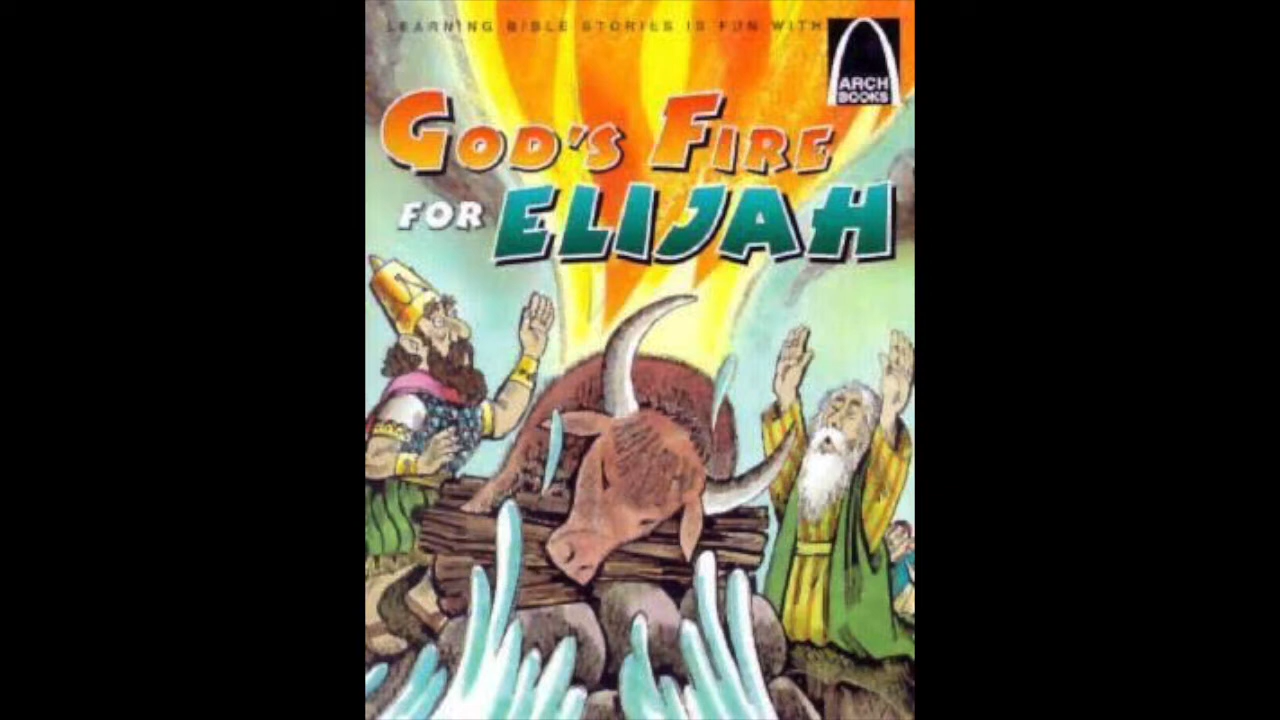 LEARNING BIBLE STORIES IS FUN WITH
ARCH
BOOKS
GOD'S FIRE
FOR ELIJAH